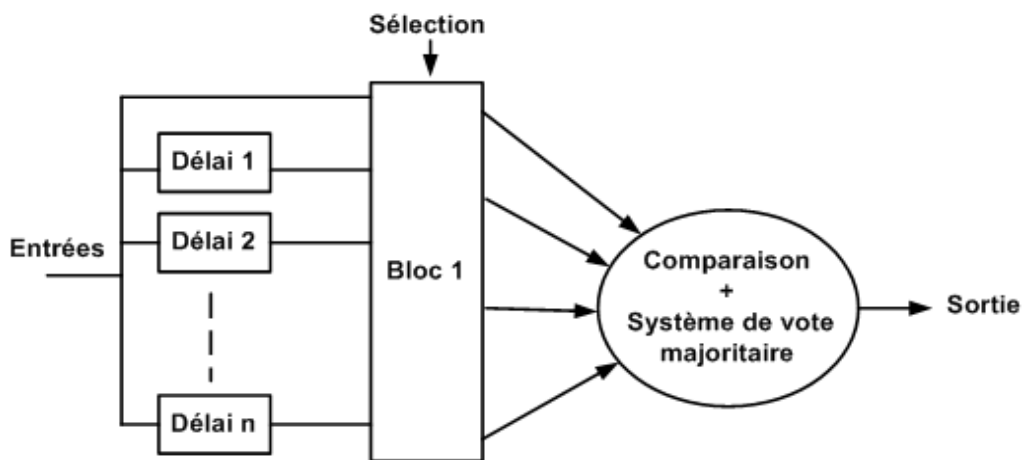 Sélection
Délai 1
Délai 2
Entrées
Bloc 1
Délai n
Comparaison
+
Système de vote
majoritaire
Sortie